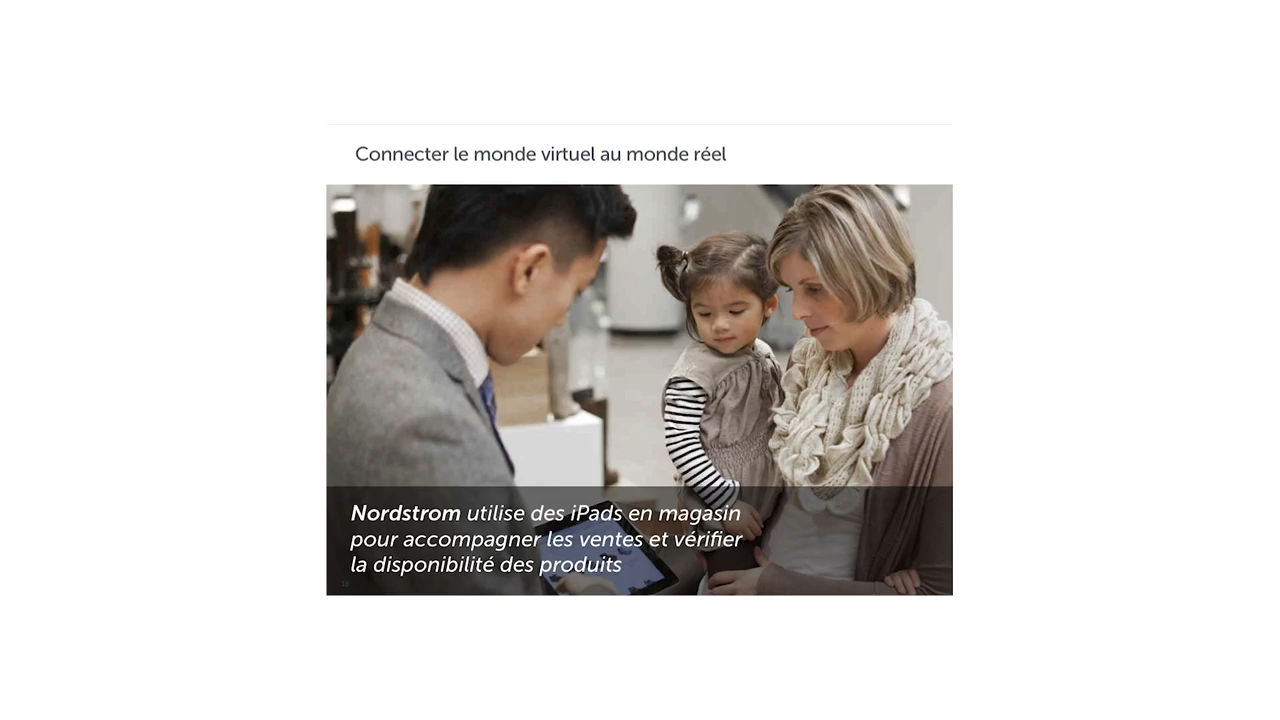 Connecter le monde virtuel au monde réel
Nordstrom utilise des iPads en magasin
pour accompagner les ventes et vérifier
la disponibilité des produits
18